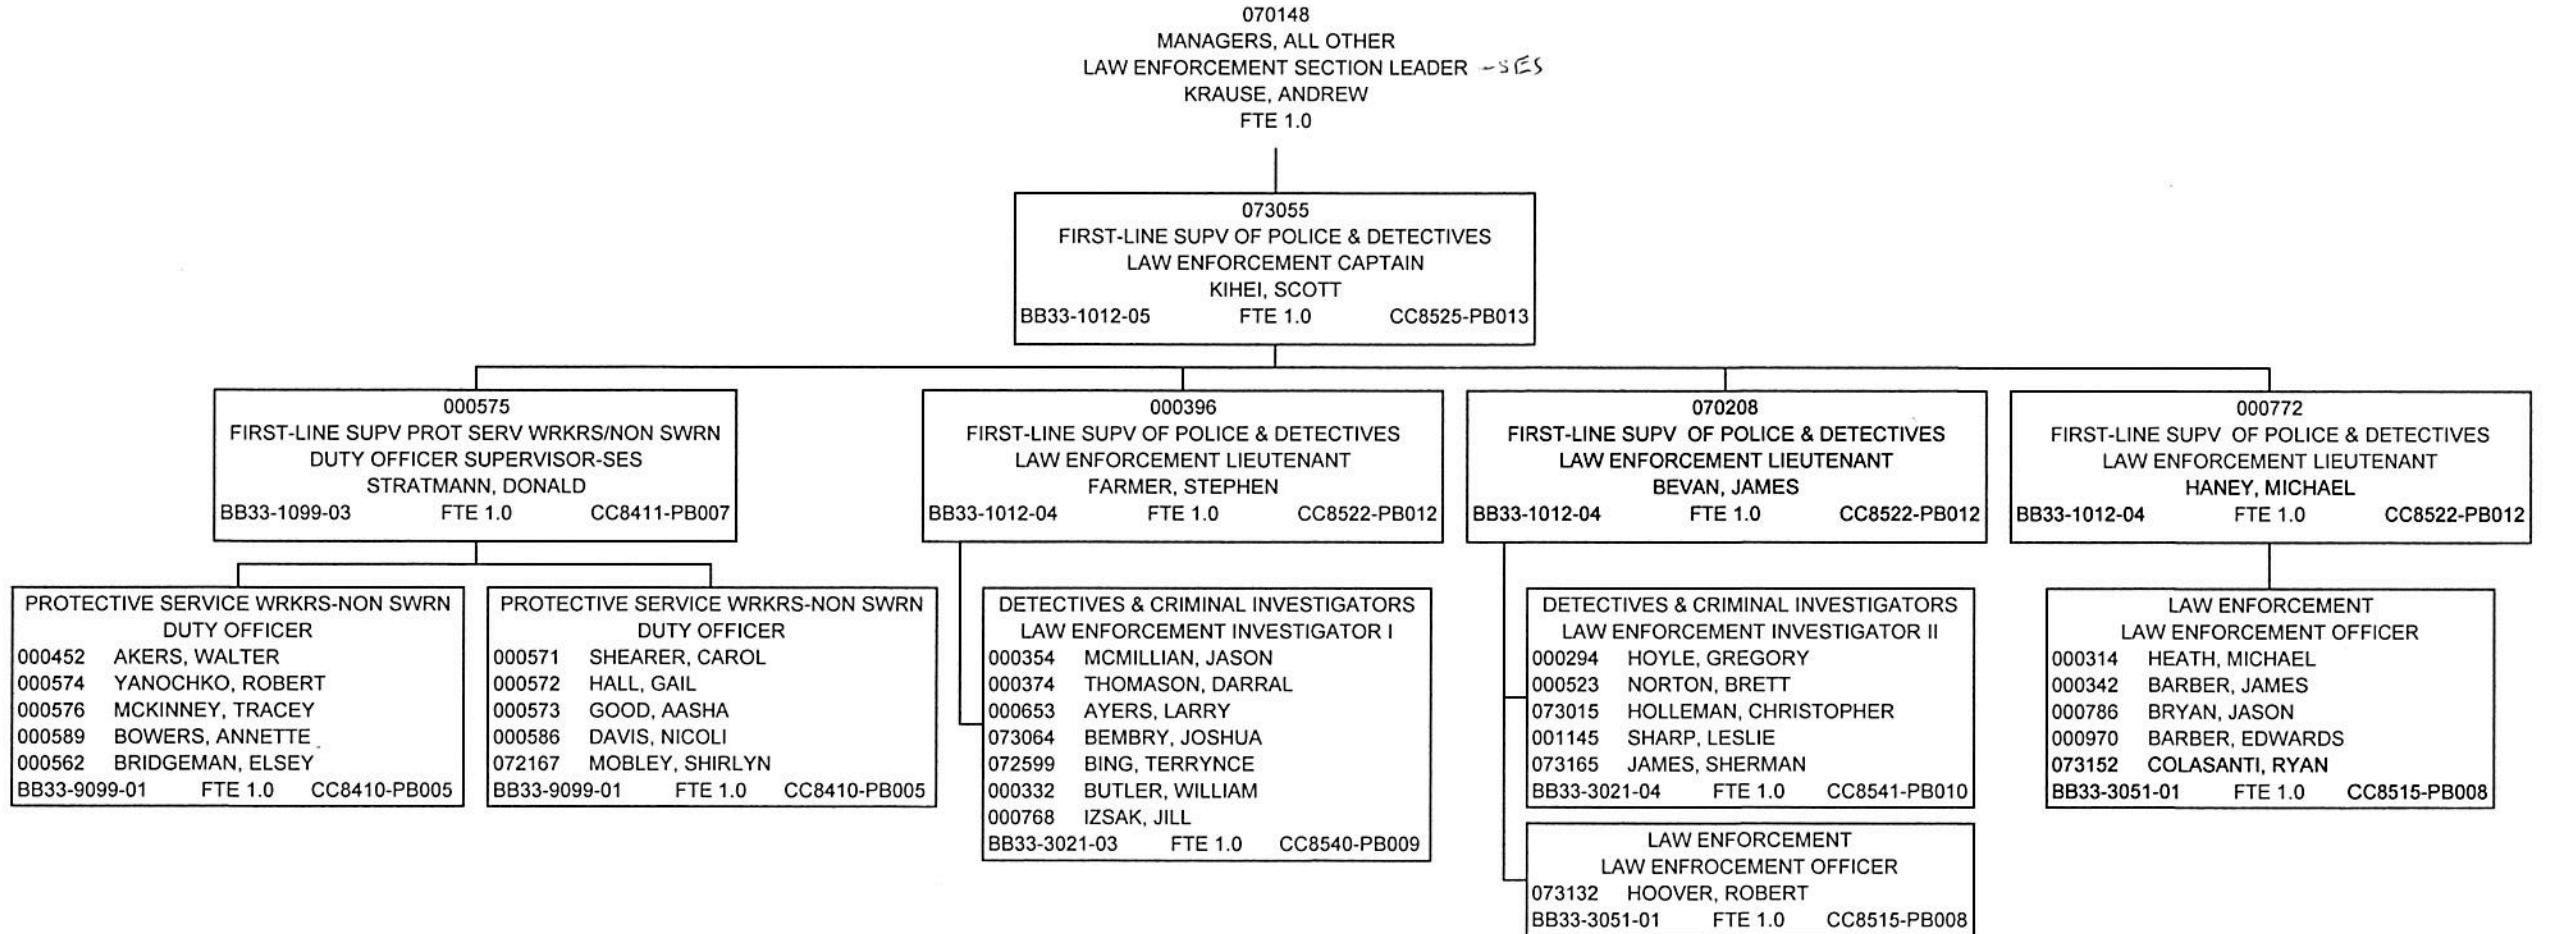 070148
MANAGERS, ALL OTHER
LAW ENFORCEMENT SECTION LEADER -SES
KRAUSE, ANDREW
FTE 1.0
073055
FIRST-LINE SUPV OF POLICE & DETECTIVES
LAW ENFORCEMENT CAPTAIN
KIHEI, SCOTT
BB33-1012-05 FTE 1.0 CC8525-PB013
000575
FIRST-LINE SUPV PROT SERV WRKRS/NON SWRN
DUTY OFFICER SUPERVISOR-SES
STRATMANN, DONALD
BB33-1099-03 FTE 1.0 CC8411-PB007
000396
FIRST-LINE SUPV OF POLICE & DETECTIVES
LAW ENFORCEMENT LIEUTENANT
FARMER, STEPHEN
BB33-1012-04 FTE 1.0 CC8522-PB012
070208
FIRST-LINE SUPV OF POLICE & DETECTIVES
LAW ENFORCEMENT LIEUTENANT
BEVAN, JAMES
BB33-1012-04 FTE 1.0 CC8522-PB012
000772
FIRST-LINE SUPV OF POLICE & DETECTIVES
LAW ENFORCEMENT LIEUTENANT
HANEY, MICHAEL
BB33-1012-04 FTE 1.0 CC8522-PB012
PROTECTIVE SERVICE WRKRS-NON SWRN
DUTY OFFICER
000452 AKERS, WALTER
000574 YANOCHKO, ROBERT
000576 MCKINNEY, TRACEY
000589 BOWERS, ANNETTE
000562 BRIDGEMAN, ELSEY
BB33-9099-01 FTE 1.0 CC8410-PB005
PROTECTIVE SERVICE WRKRS-NON SWRN
DUTY OFFICER
000571 SHEARER, CAROL
000572 HALL, GAIL
000573 GOOD, AASHA
000586 DAVIS, NICOLI
072167 MOBLEY, SHIRLYN
BB33-9099-01 FTE 1.0 CC8410-PB005
DETECTIVES & CRIMINAL INVESTIGATORS
LAW ENFORCEMENT INVESTIGATOR I
000354 MCMILLIAN, JASON
000374 THOMASON, DARRAL
000653 AYERS, LARRY
073064 BEMBRY, JOSHUA
072599 BING, TERRYNCE
000332 BUTLER, WILLIAM
000768 IZSAK, JILL
BB33-3021-03 FTE 1.0 CC8540-PB009
DETECTIVES & CRIMINAL INVESTIGATORS
LAW ENFORCEMENT INVESTIGATOR II
000294 HOYLE, GREGORY
000523 NORTON, BRETT
073015 HOLLEMAN, CHRISTOPHER
001145 SHARP, LESLIE
073165 JAMES, SHERMAN
BB33-3021-04 FTE 1.0 CC8541-PB010
LAW ENFORCEMENT
LAW ENFROCEMENT OFFICER
073132 HOOVER, ROBERT
BB33-3051-01 FTE 1.0 CC8515-PB008
LAW ENFORCEMENT
LAW ENFORCEMENT OFFICER
000314 HEATH, MICHAEL
000342 BARBER, JAMES
000786 BRYAN, JASON
000970 BARBER, EDWARDS
073152 COLASANTI, RYAN
BB33-3051-01 FTE 1.0 CC8515-PB008